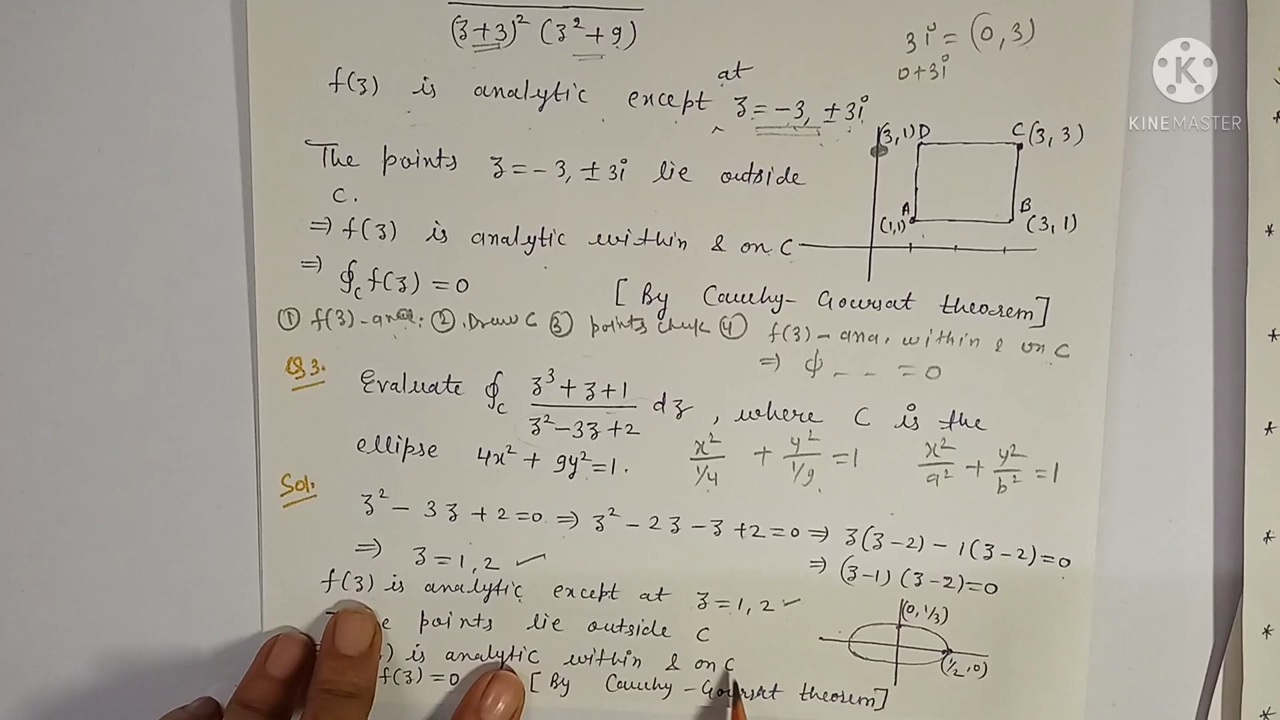 (z+3)² (z²+9)
3i = (0,3)
0+3i
KINEMASTER
f(z) is analytic except at z = -3, ±3i
(3,1) D C (3, 3)
The points z = -3, ±3i lie outside
C.
A (1,1) B (3, 1)
⇒ f(z) is analytic within & on C
⇒ ∮c f(z) = 0 [ By Cauchy-Goursat theorem]
① f(z) - ana. ② Draw C ③ points check ④ f(z) - ana. within & on C
⇒ ∮ - - = 0
Q3. Evaluate ∮c (z³+z+1)/(z²-3z+2) dz, where C is the
ellipse 4x² + 9y² = 1. x²/(1/4) + y²/(1/9) = 1 x²/a² + y²/b² = 1
Sol.
z² - 3z + 2 = 0 ⇒ z² - 2z - z + 2 = 0 ⇒ z(z-2) - 1(z-2) = 0
⇒ z = 1, 2 ✓ ⇒ (z-1) (z-2) = 0
f(z) is analytic except at z = 1, 2 ✓
(0, 1/3)
points lie outside C
is analytic within & on C
(1/2, 0)
f(z) = 0 [ By Cauchy-Goursat theorem]